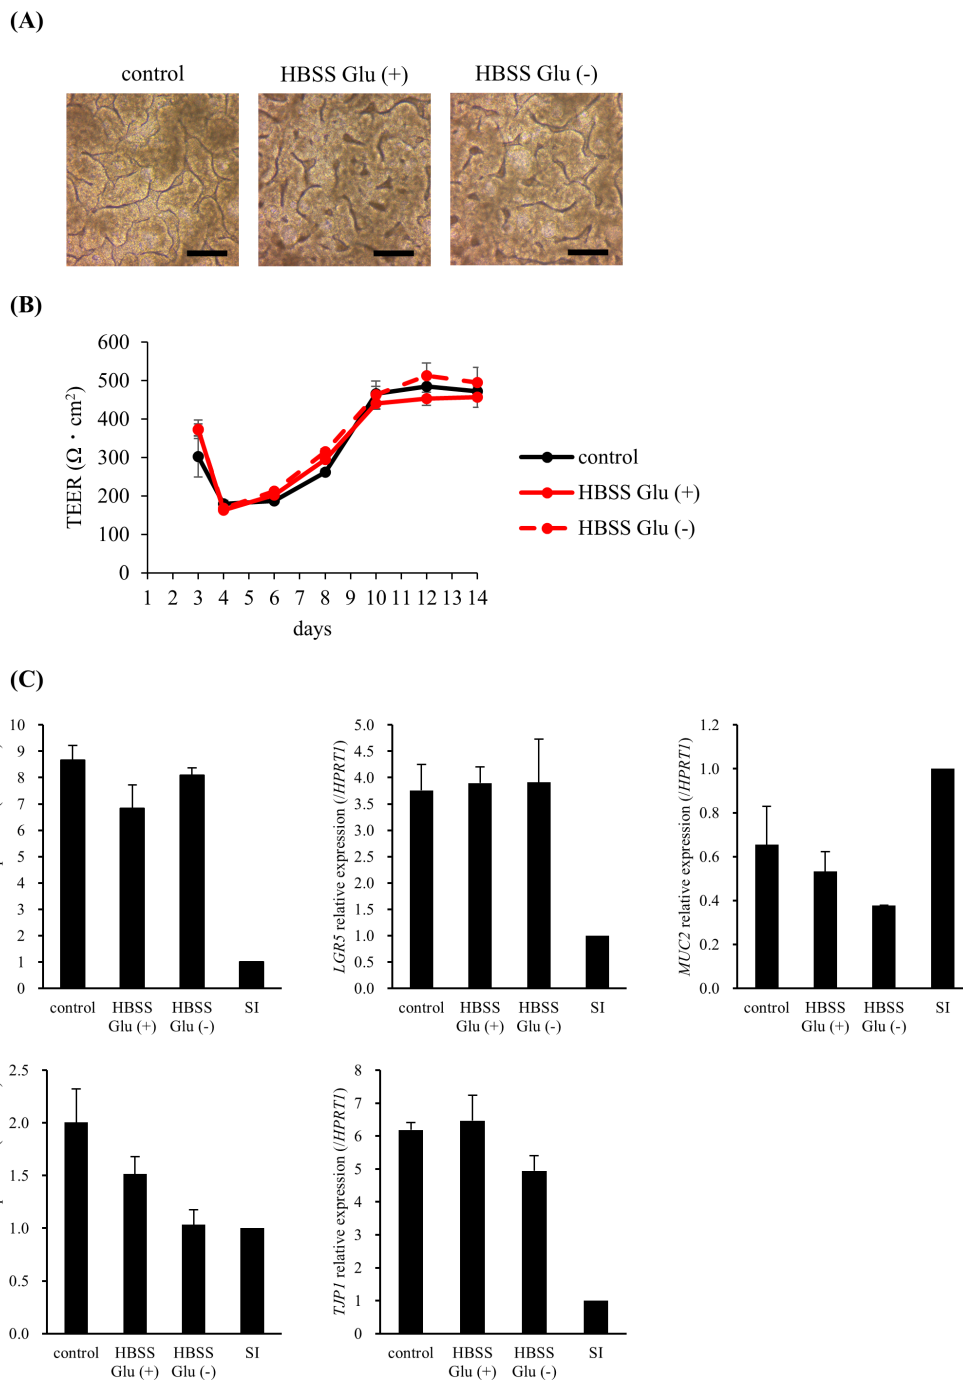 (A)
control
HBSS Glu (+)
HBSS Glu (-)
(B)
600
500
400
300
200
100
0
TEER (Ω・cm²)
1 2 3 4 6 7 8 9 10 11 12 13 14
days
control
HBSS Glu (+)
HBSS Glu (-)
(C)
10
9
8
7
6
5
4
3
2
1
0
control
HBSS Glu (+)
HBSS Glu (-)
SI
LGR5 relative expression (/HPRT1)
5.0
4.5
4.0
3.5
3.0
2.5
2.0
1.5
1.0
0.5
0.0
control
HBSS Glu (+)
HBSS Glu (-)
SI
MUC2 relative expression (/HPRT1)
1.2
1.0
0.8
0.6
0.4
0.2
0.0
control
HBSS Glu (+)
HBSS Glu (-)
SI
2.5
2.0
1.5
1.0
0.5
0.0
control
HBSS Glu (+)
HBSS Glu (-)
SI
TJP1 relative expression (/HPRT1)
8
7
6
5
4
3
2
1
0
control
HBSS Glu (+)
HBSS Glu (-)
SI